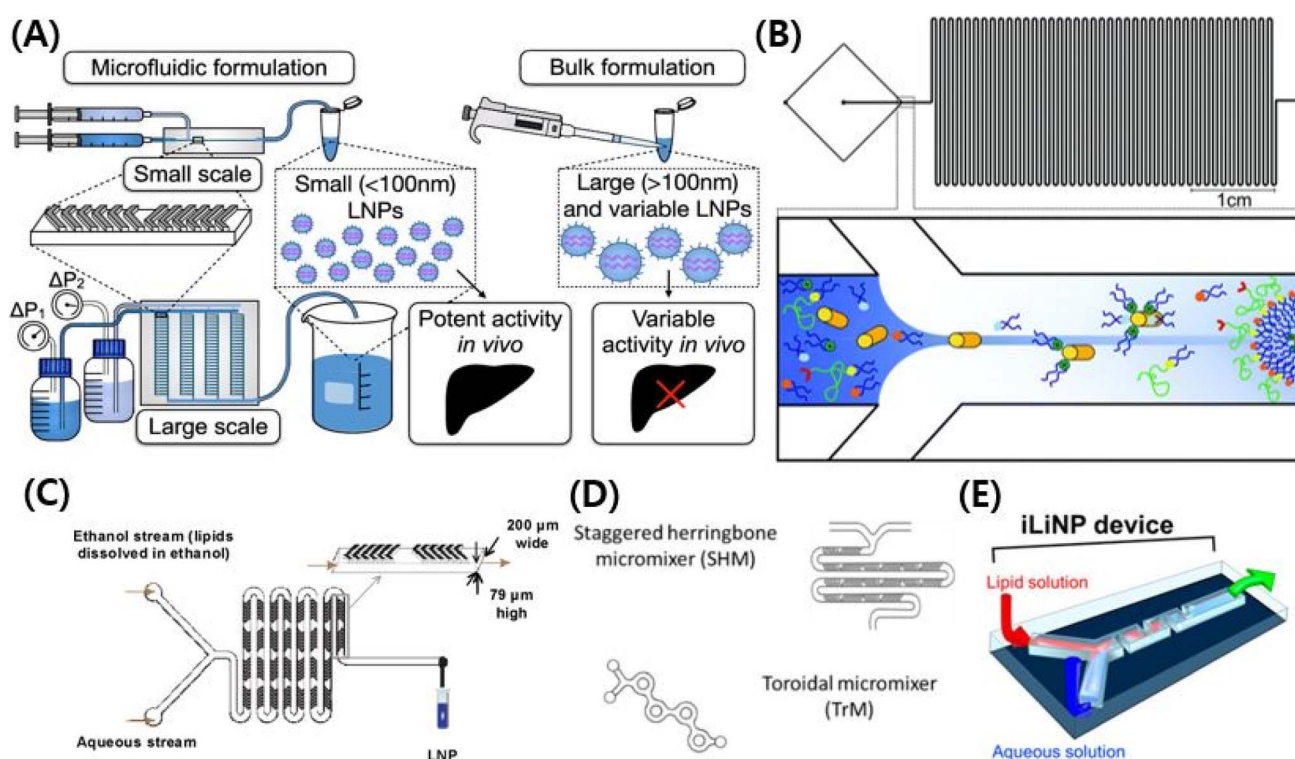 (A)
Microfluidic formulation
Bulk formulation
Small scale
Small (<100nm)
LNPs
Large (>100nm)
and variable LNPs
ΔP₂
ΔP₁
Potent activity
in vivo
Variable
activity in vivo
Large scale
(B)
1cm
(C)
Ethanol stream (lipids
dissolved in ethanol)
200 µm
wide
79 µm
high
Aqueous stream
LNP
(D)
Staggered herringbone
micromixer (SHM)
Toroidal micromixer
(TrM)
(E)
iLiNP device
Lipid solution
Aqueous solution